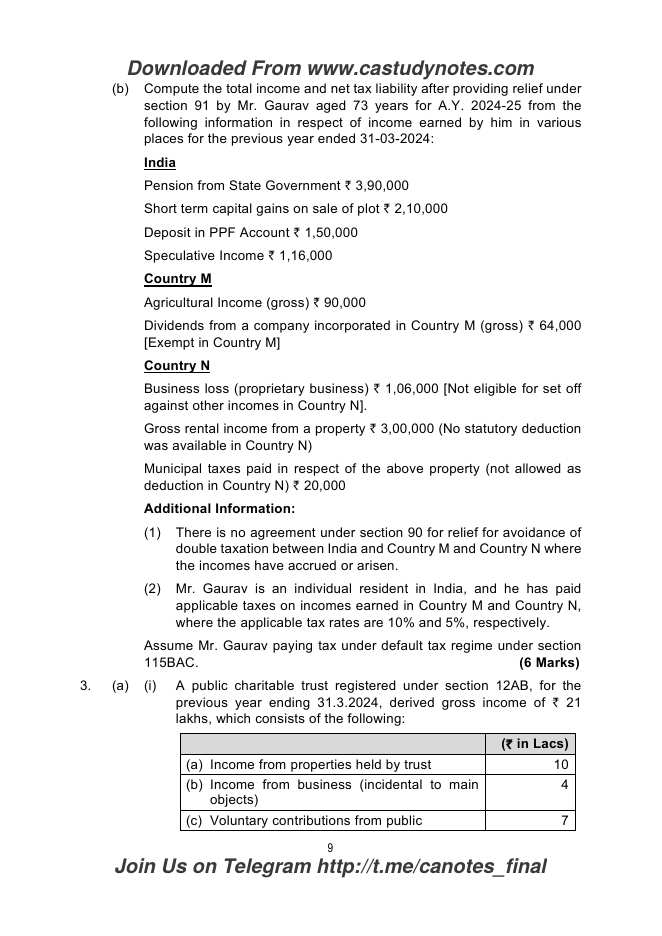 Downloaded From www.castudynotes.com
(b) Compute the total income and net tax liability after providing relief under
section 91 by Mr. Gaurav aged 73 years for A.Y. 2024-25 from the
following information in respect of income earned by him in various
places for the previous year ended 31-03-2024:
India
Pension from State Government ₹ 3,90,000
Short term capital gains on sale of plot ₹ 2,10,000
Deposit in PPF Account ₹ 1,50,000
Speculative Income ₹ 1,16,000
Country M
Agricultural Income (gross) ₹ 90,000
Dividends from a company incorporated in Country M (gross) ₹ 64,000
[Exempt in Country M]
Country N
Business loss (proprietary business) ₹ 1,06,000 [Not eligible for set off
against other incomes in Country N].
Gross rental income from a property ₹ 3,00,000 (No statutory deduction
was available in Country N)
Municipal taxes paid in respect of the above property (not allowed as
deduction in Country N) ₹ 20,000
Additional Information:
(1) There is no agreement under section 90 for relief for avoidance of
double taxation between India and Country M and Country N where
the incomes have accrued or arisen.
(2) Mr. Gaurav is an individual resident in India, and he has paid
applicable taxes on incomes earned in Country M and Country N,
where the applicable tax rates are 10% and 5%, respectively.
Assume Mr. Gaurav paying tax under default tax regime under section
115BAC. (6 Marks)
3. (a) (i) A public charitable trust registered under section 12AB, for the
previous year ending 31.3.2024, derived gross income of ₹ 21
lakhs, which consists of the following:
(₹ in Lacs)
(a) Income from properties held by trust 10
(b) Income from business (incidental to main 4
objects)
(c) Voluntary contributions from public 7
9
Join Us on Telegram http://t.me/canotes_final